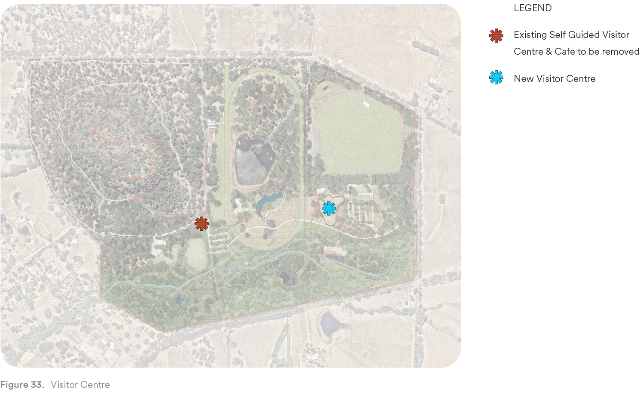 LEGEND
Existing Self Guided Visitor
Centre & Cafe to be removed
New Visitor Centre
Figure 33. Visitor Centre